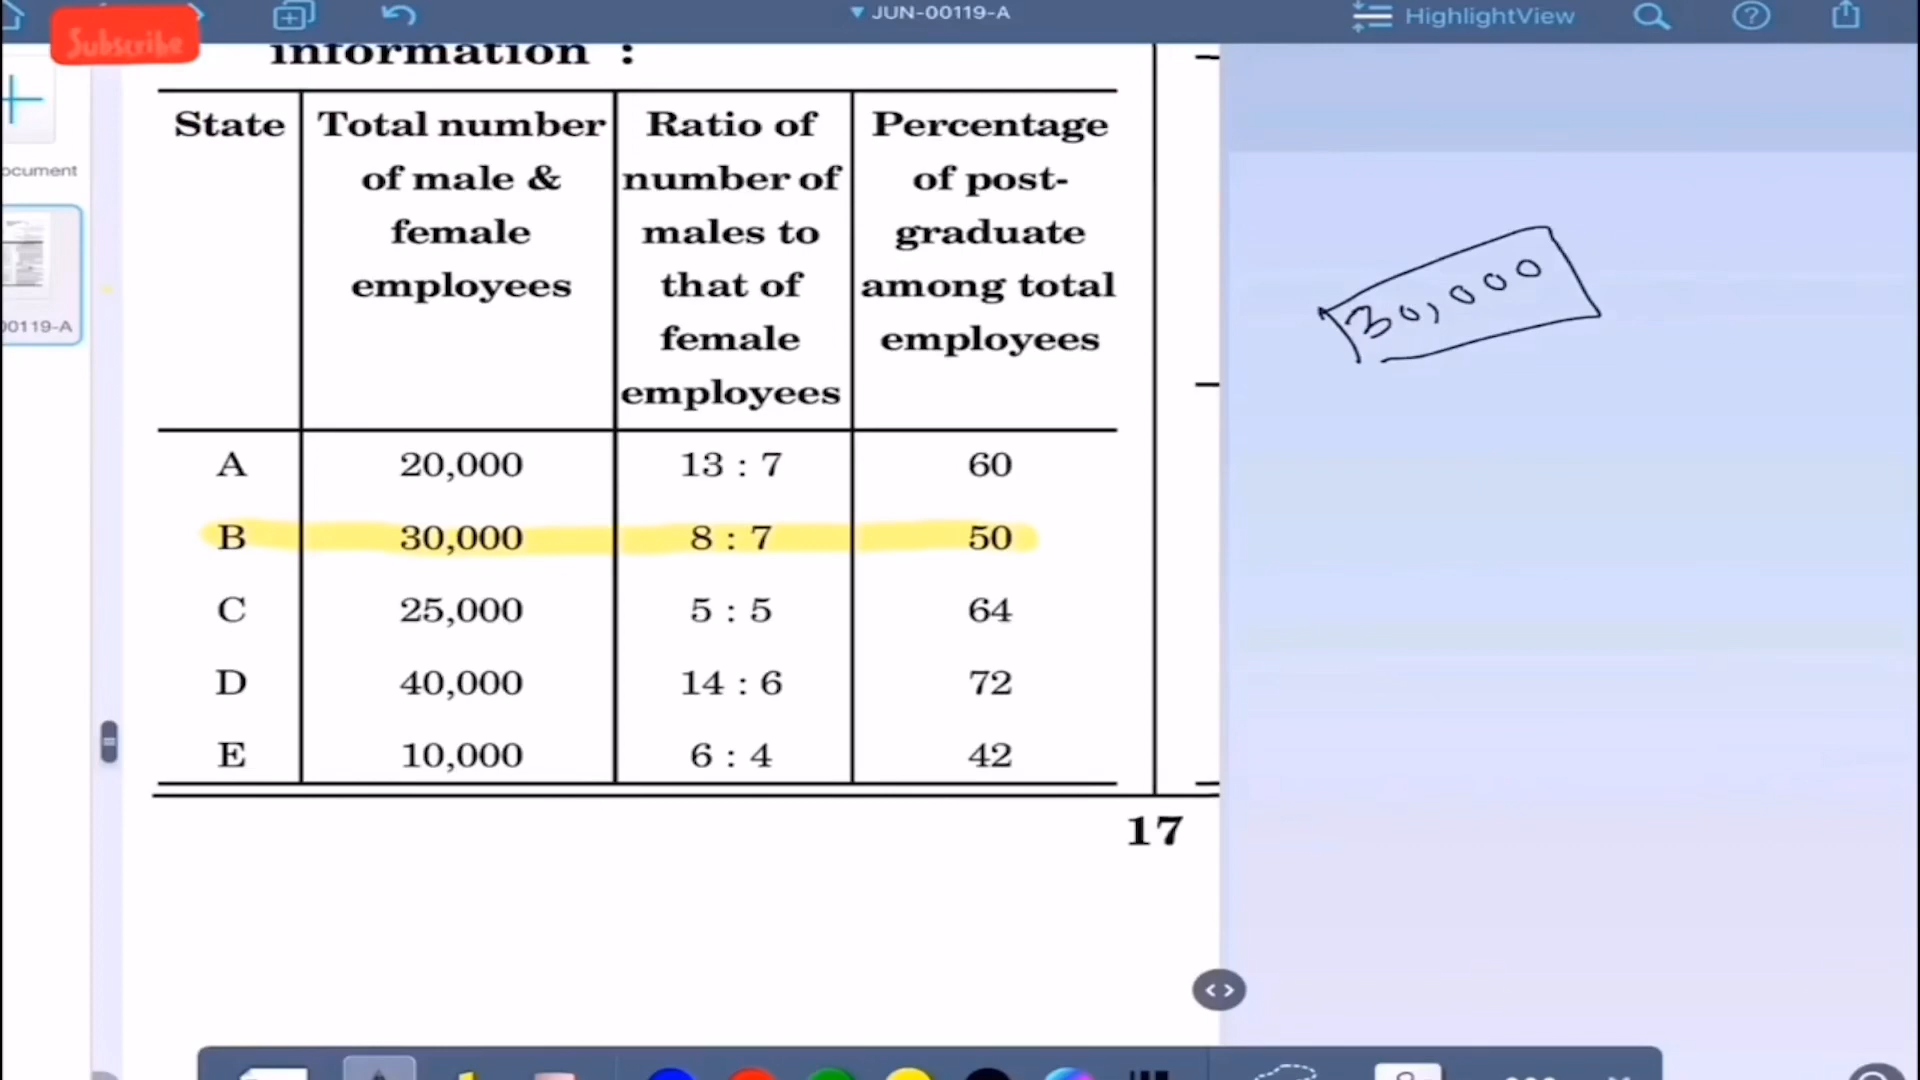 JUN-00119-A
HighlightView
Subscribe
information :
State
Total number
of male &
female
employees
Ratio of
number of
males to
that of
female
employees
Percentage
of post-
graduate
among total
employees
A 20,000 13 : 7 60
B 30,000 8 : 7 50
C 25,000 5 : 5 64
D 40,000 14 : 6 72
E 10,000 6 : 4 42
17
30,000
ocument
00119-A